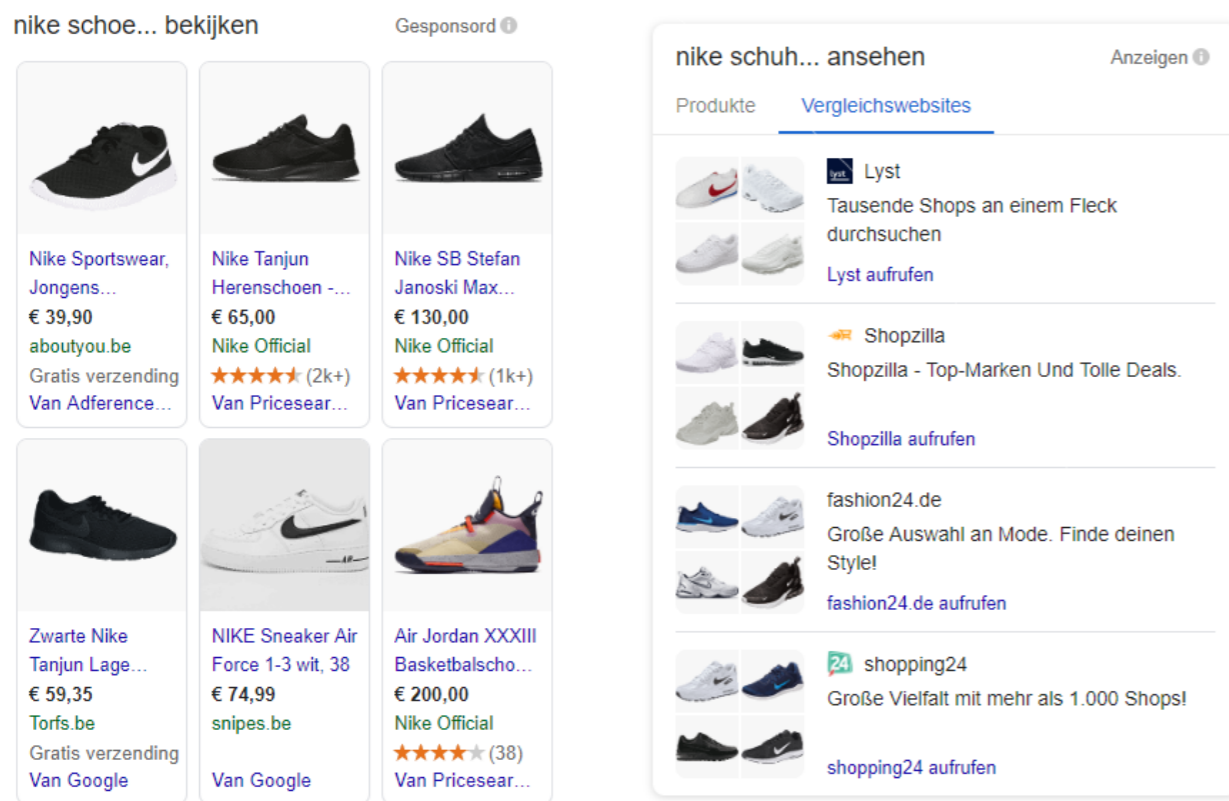 nike schoe... bekijken
Gesponsord
Nike Sportswear,
Jongens...
€ 39,90
aboutyou.be
Gratis verzending
Van Adference...
Nike Tanjun
Herenschoen -...
€ 65,00
Nike Official
(2k+)
Van Pricesear...
Nike SB Stefan
Janoski Max...
€ 130,00
Nike Official
(1k+)
Van Pricesear...
Zwarte Nike
Tanjun Lage...
€ 59,35
Torfs.be
Gratis verzending
Van Google
NIKE Sneaker Air
Force 1-3 wit, 38
€ 74,99
snipes.be
Van Google
Air Jordan XXXIII
Basketbalscho...
€ 200,00
Nike Official
(38)
Van Pricesear...
nike schuh... ansehen
Anzeigen
Produkte
Vergleichswebsites
lyst
Lyst
Tausende Shops an einem Fleck
durchsuchen
Lyst aufrufen
Shopzilla
Shopzilla - Top-Marken Und Tolle Deals.
Shopzilla aufrufen
fashion24.de
Große Auswahl an Mode. Finde deinen
Style!
fashion24.de aufrufen
24
shopping24
Große Vielfalt mit mehr als 1.000 Shops!
shopping24 aufrufen